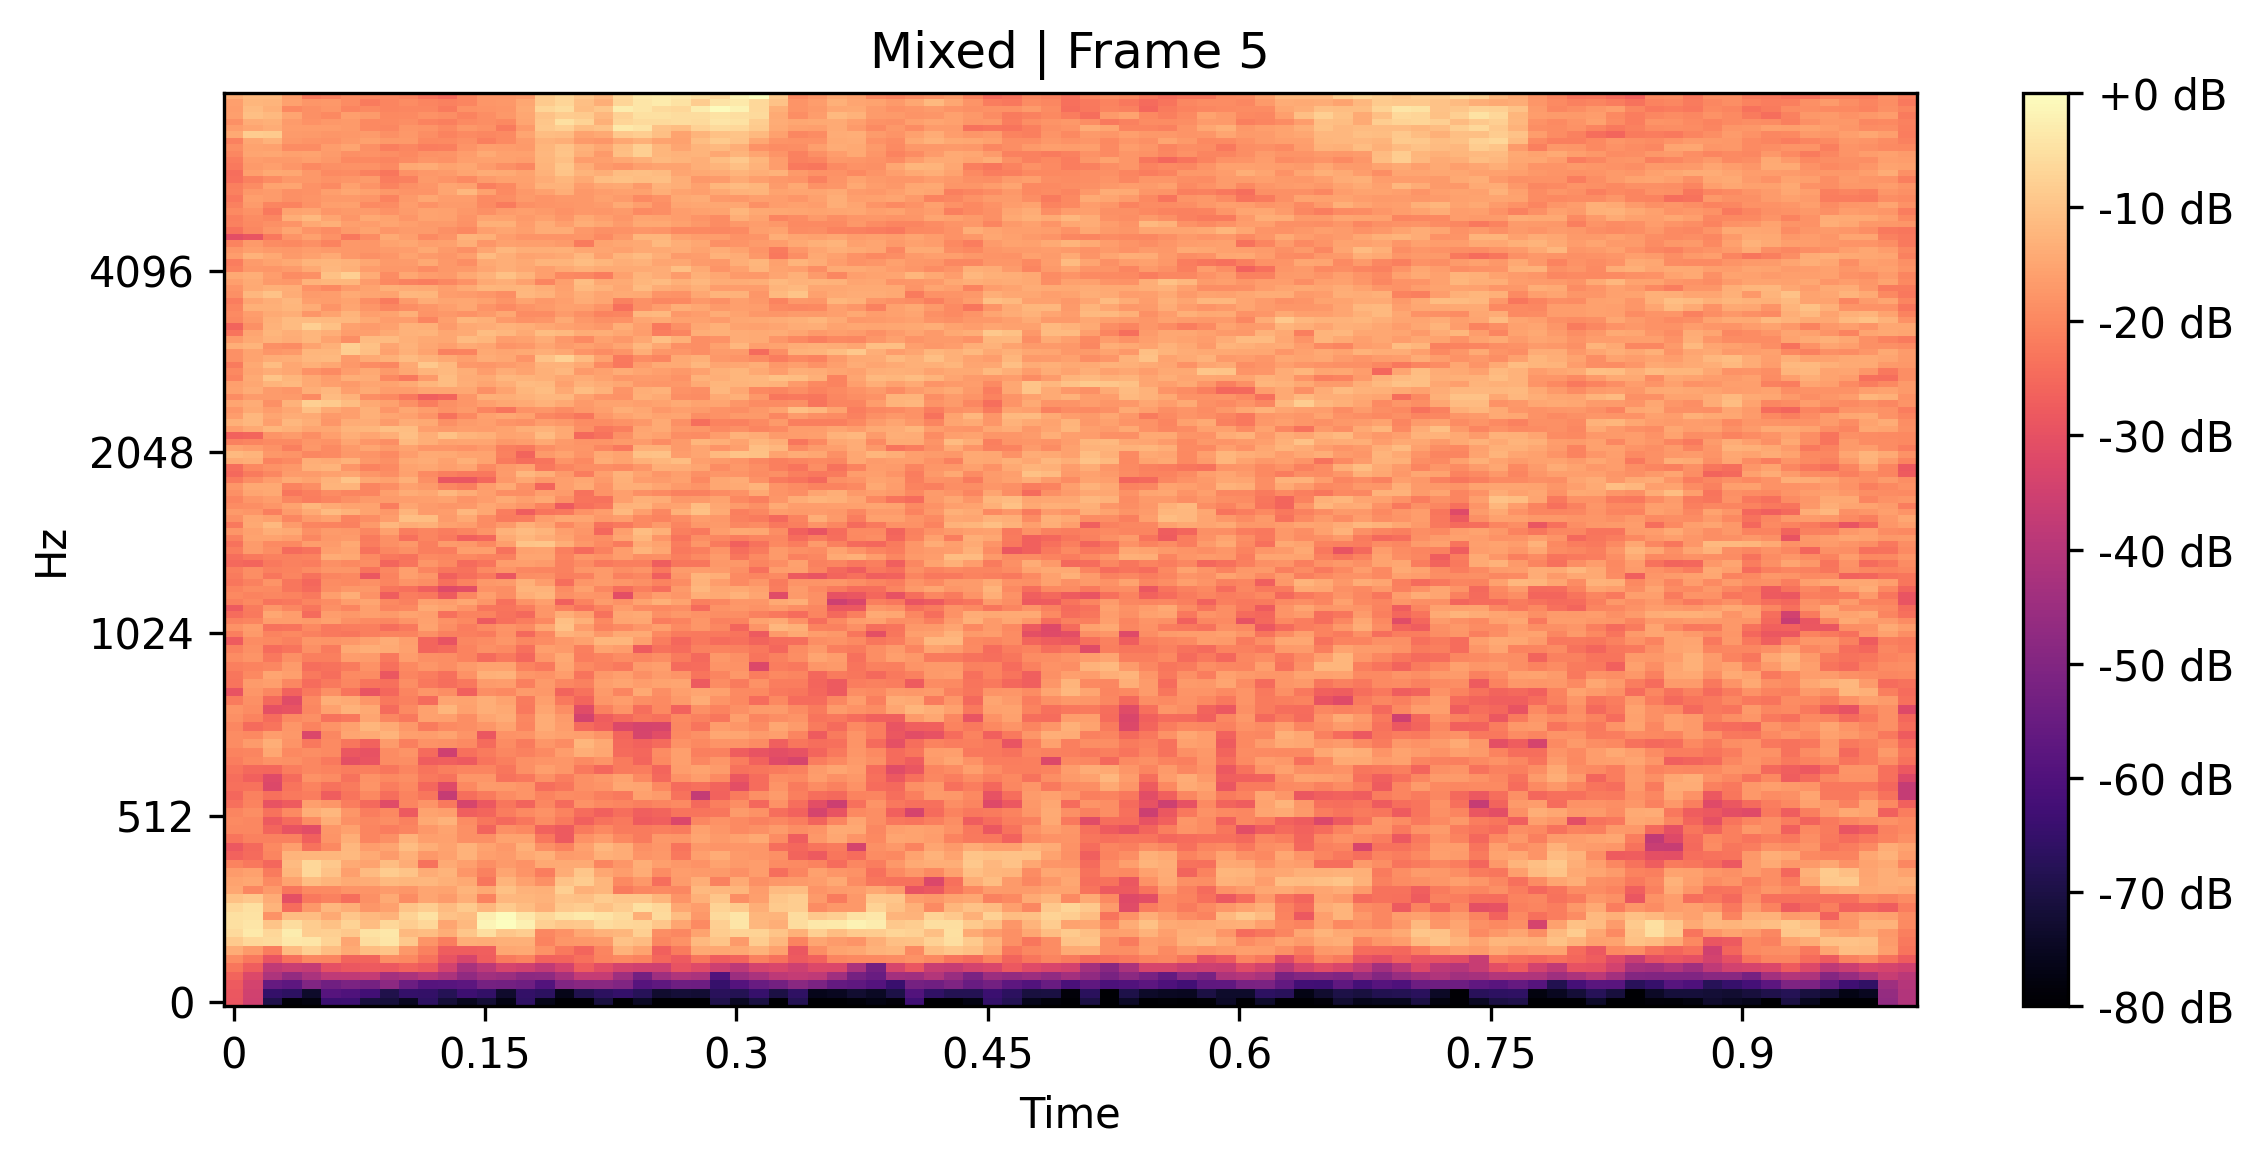 Mixed | Frame 5
Hz
4096
2048
1024
512
0
0 0.15 0.3 0.45 0.6 0.75 0.9
Time
+0 dB
-10 dB
-20 dB
-30 dB
-40 dB
-50 dB
-60 dB
-70 dB
-80 dB